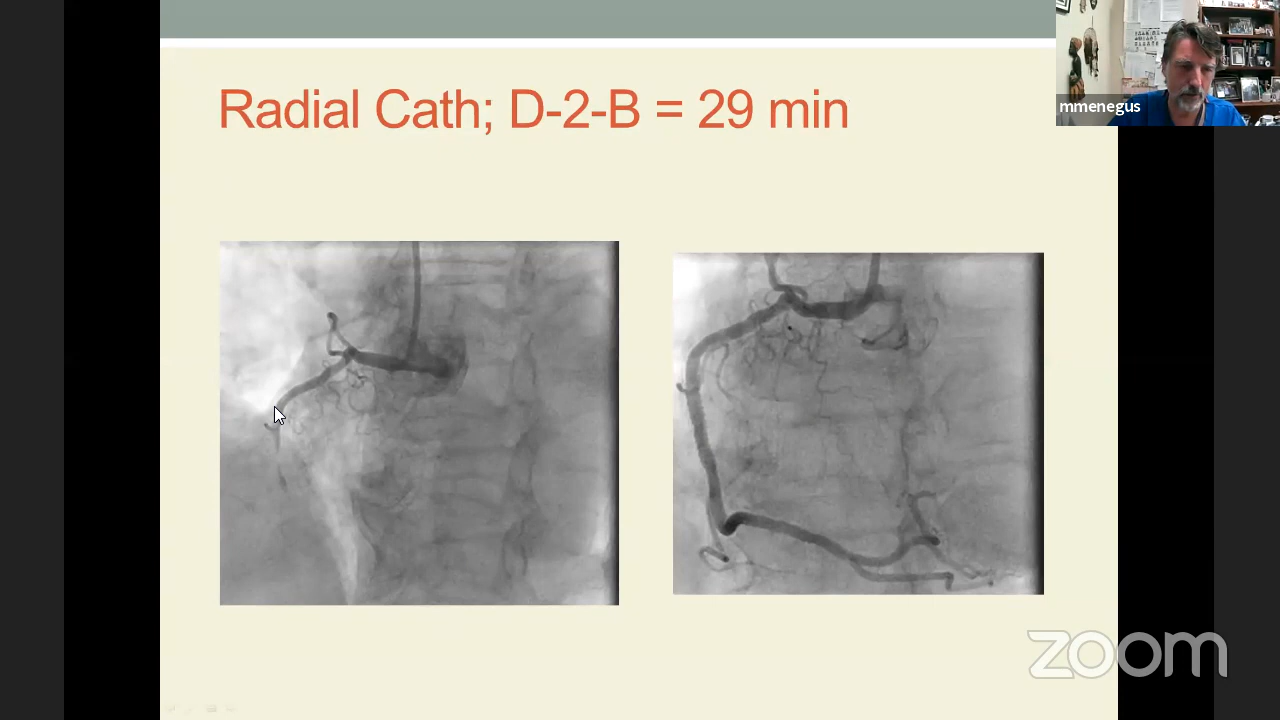 Radial Cath; D-2-B = 29 min
mmenegus
zoom